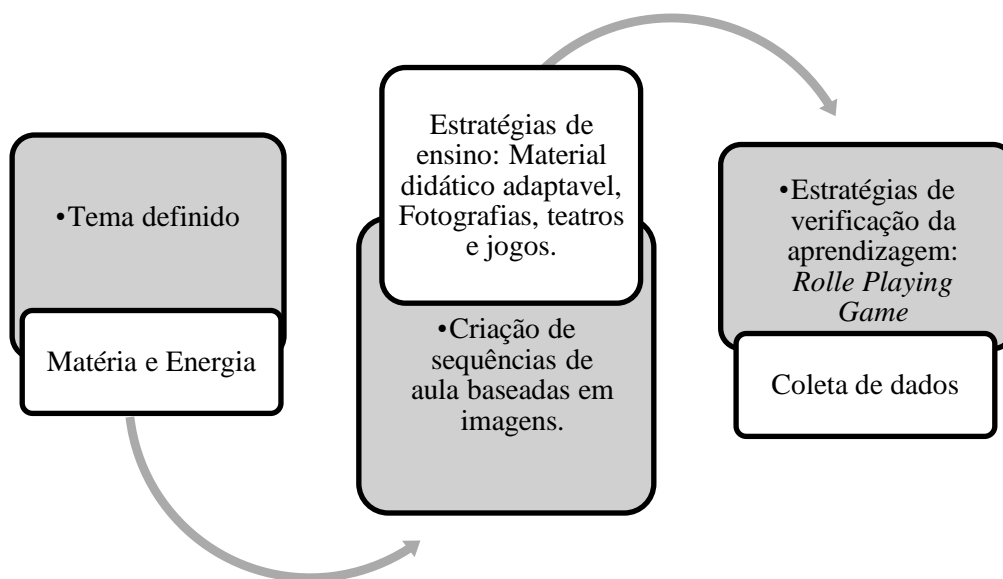 •Tema definido
Matéria e Energia
Estratégias de
ensino: Material
didático adaptavel,
Fotografias, teatros
e jogos.
•Criação de
sequências de
aula baseadas em
imagens.
•Estratégias de
verificação da
aprendizagem:
Rolle Playing
Game
Coleta de dados